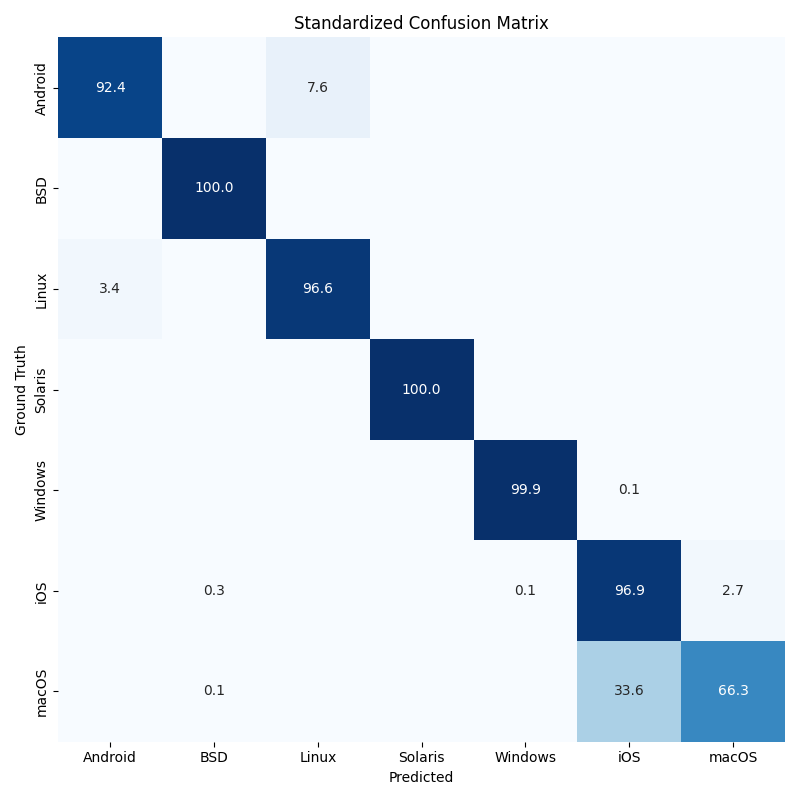 Standardized Confusion Matrix
Ground Truth
Android 92.4 7.6
BSD 100.0
Linux 3.4 96.6
Solaris 100.0
Windows 99.9 0.1
iOS 0.3 0.1 96.9 2.7
macOS 0.1 33.6 66.3
Android BSD Linux Solaris Windows iOS macOS
Predicted